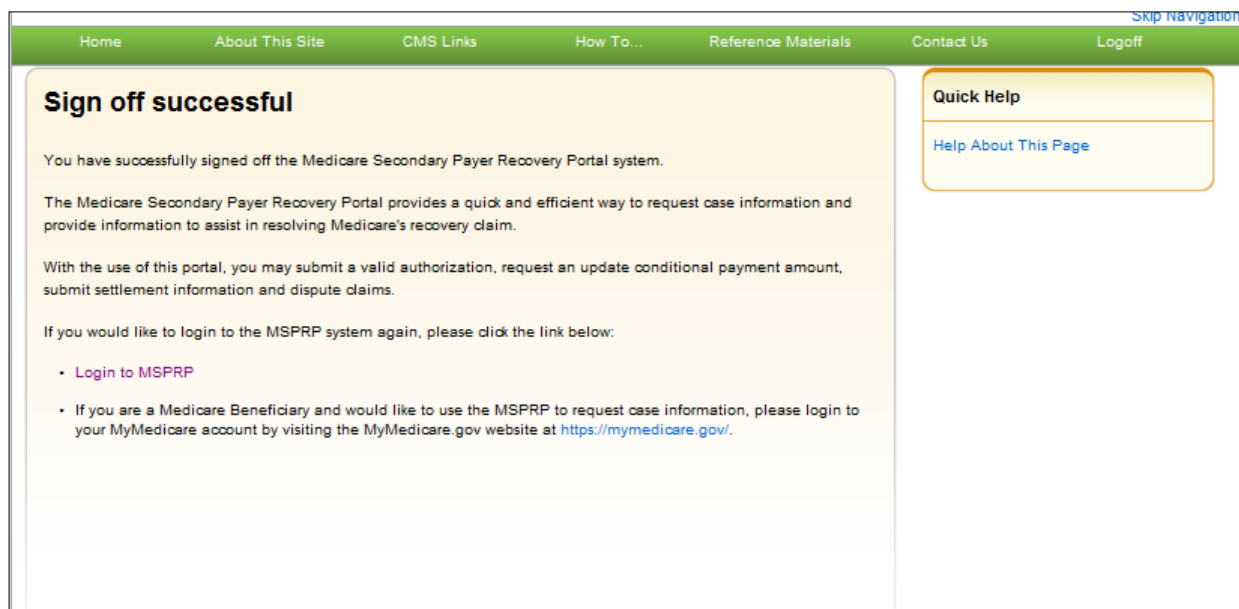 Skip Navigation
Home About This Site CMS Links How To... Reference Materials Contact Us Logoff
Sign off successful
You have successfully signed off the Medicare Secondary Payer Recovery Portal system.
The Medicare Secondary Payer Recovery Portal provides a quick and efficient way to request case information and
provide information to assist in resolving Medicare's recovery claim.
With the use of this portal, you may submit a valid authorization, request an update conditional payment amount,
submit settlement information and dispute claims.
If you would like to login to the MSPRP system again, please click the link below:
• Login to MSPRP
• If you are a Medicare Beneficiary and would like to use the MSPRP to request case information, please login to
your MyMedicare account by visiting the MyMedicare.gov website at https://mymedicare.gov/.
Quick Help
Help About This Page